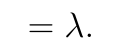 = λ.